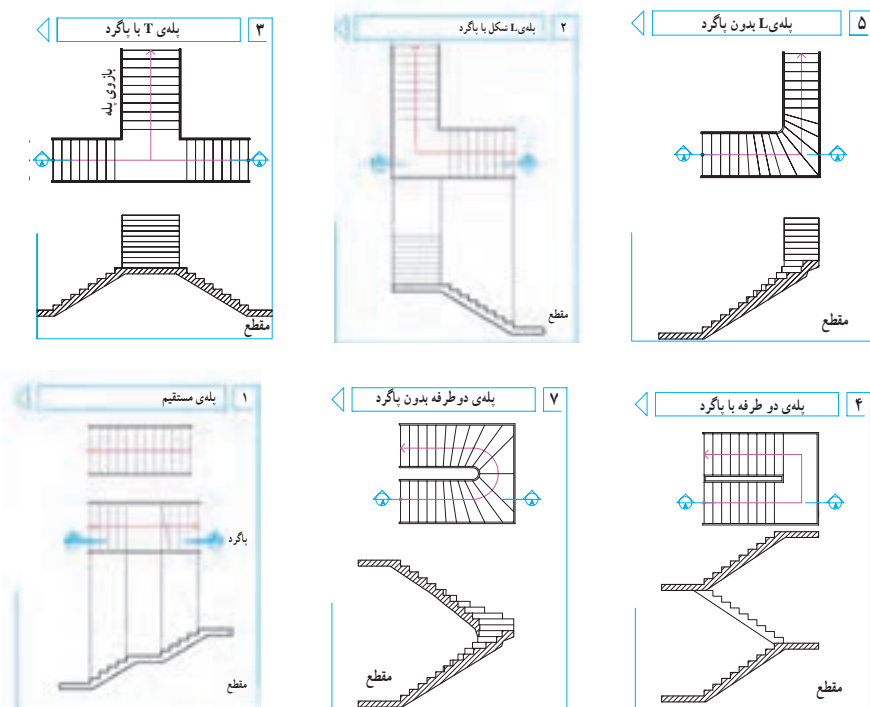 ۵ پله‌ی L بدون پاگرد
مقطع
۲ پله‌ی L شکل با پاگرد
مقطع
۳ پله‌ی T با پاگرد
بازوی پله
مقطع
۴ پله‌ی دو طرفه با پاگرد
مقطع
۷ پله‌ی دوطرفه بدون پاگرد
مقطع
۱ پله‌ی مستقیم
پاگرد
مقطع